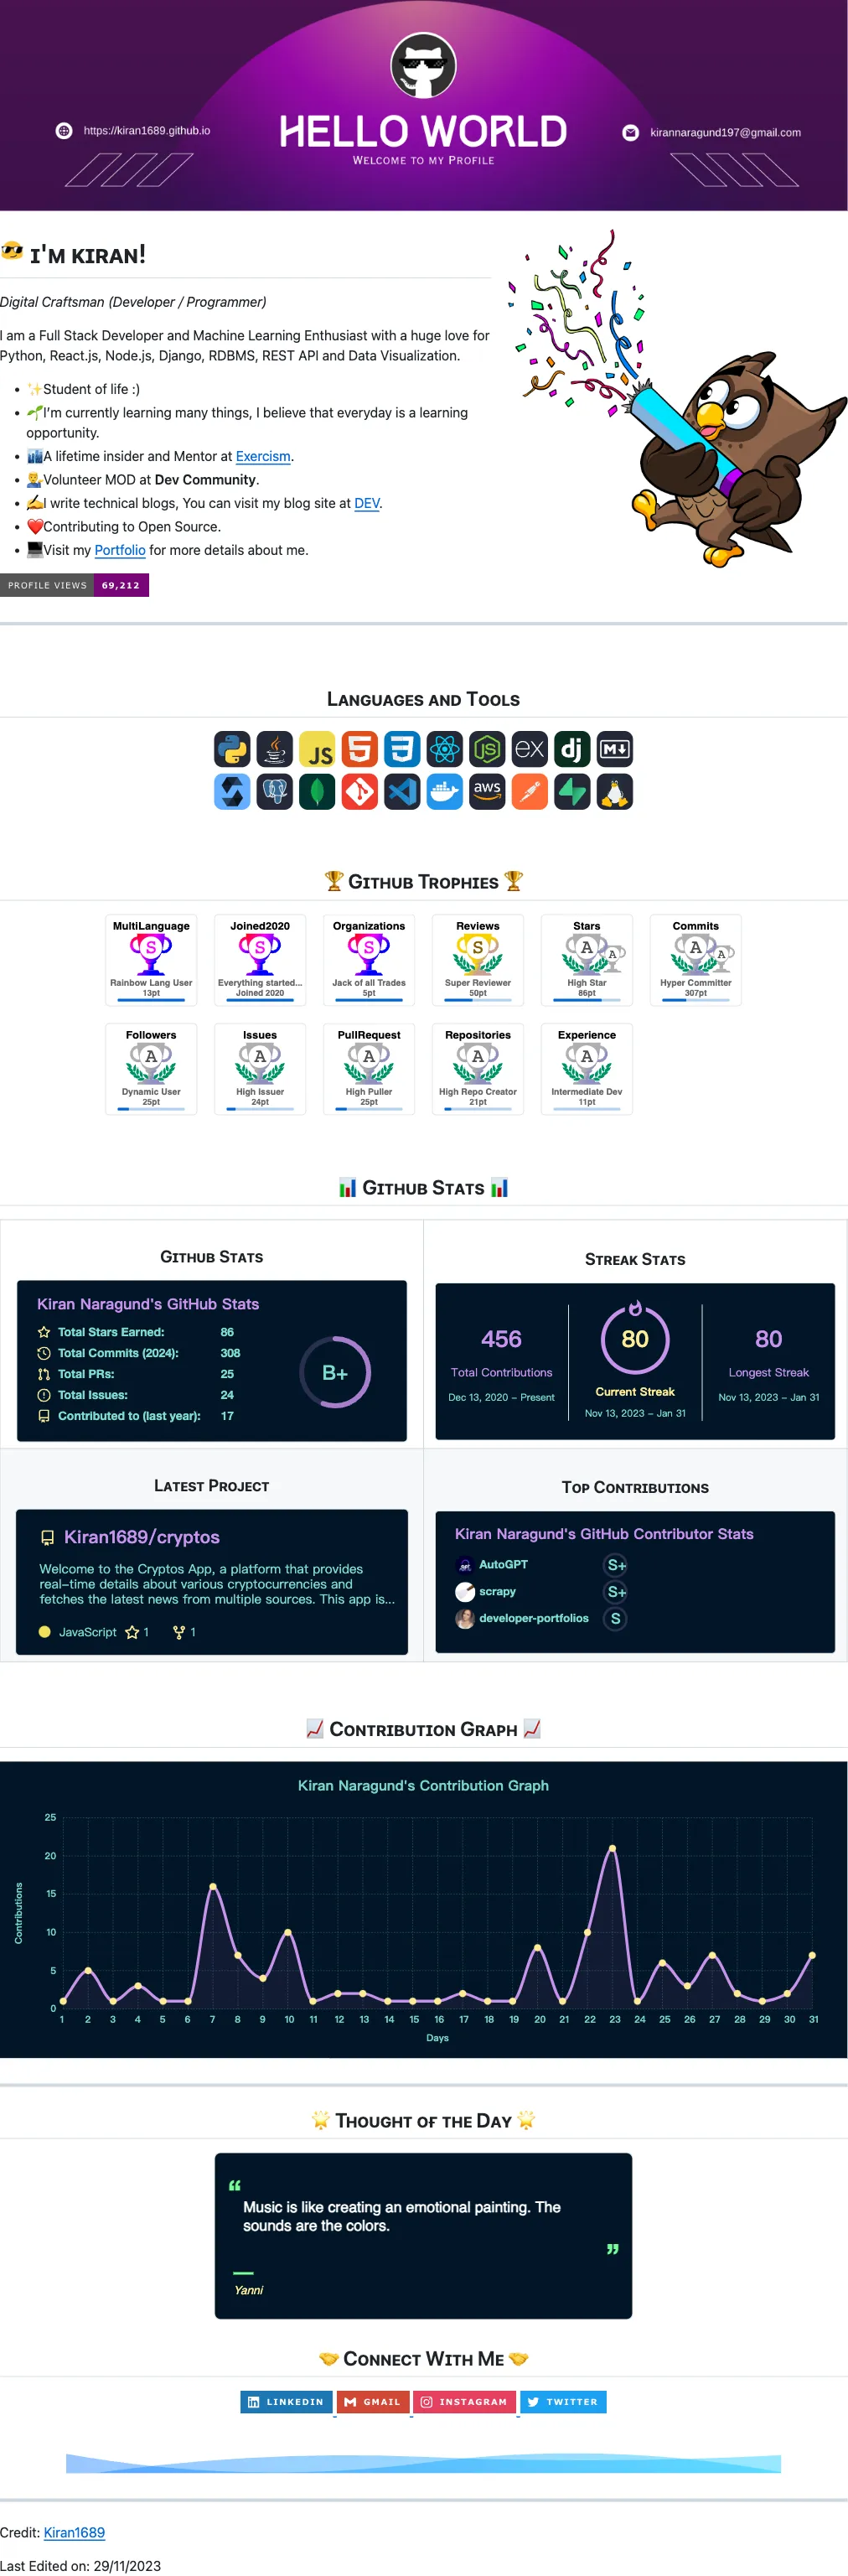 https://kiran1689.github.io
HELLO WORLD
Welcome to my Profile
kirannaragund197@gmail.com
😎 I'M KIRAN!
Digital Craftsman (Developer / Programmer)
I am a Full Stack Developer and Machine Learning Enthusiast with a huge love for
Python, React.js, Node.js, Django, RDBMS, REST API and Data Visualization.
• ✨Student of life :)
• 🌱I'm currently learning many things, I believe that everyday is a learning
opportunity.
• 🏙️A lifetime insider and Mentor at Exercism.
• 👨‍💼Volunteer MOD at Dev Community.
• ✍️I write technical blogs, You can visit my blog site at DEV.
• ❤️Contributing to Open Source.
• 💻Visit my Portfolio for more details about me.
PROFILE VIEWS 69,212
Languages and Tools
JS
5
3
JS
ex
dj
M
aws
🏆 Github Trophies 🏆
MultiLanguage
S
Rainbow Lang User
13pt
Joined2020
S
Everything started...
Joined 2020
Organizations
S
Jack of all Trades
5pt
Reviews
S
Super Reviewer
50pt
Stars
A
A
High Star
86pt
Commits
A
A
Hyper Committer
307pt
Followers
A
Dynamic User
25pt
Issues
A
High Issuer
24pt
PullRequest
A
High Puller
25pt
Repositories
A
High Repo Creator
21pt
Experience
A
Intermediate Dev
11pt
📊 Github Stats 📊
Github Stats
Kiran Naragund's GitHub Stats
Total Stars Earned: 86
Total Commits (2024): 308
Total PRs: 25
Total Issues: 24
Contributed to (last year): 17
B+
Streak Stats
456
Total Contributions
Dec 13, 2020 - Present
80
Current Streak
Nov 13, 2023 - Jan 31
80
Longest Streak
Nov 13, 2023 - Jan 31
Latest Project
Kiran1689/cryptos
Welcome to the Cryptos App, a platform that provides
real-time details about various cryptocurrencies and
fetches the latest news from multiple sources. This app is...
JavaScript 1 1
Top Contributions
Kiran Naragund's GitHub Contributor Stats
AutoGPT S+
scrapy S+
developer-portfolios S
📈 Contribution Graph 📈
Kiran Naragund's Contribution Graph
Contributions
25
20
15
10
5
0
1 2 3 4 5 6 7 8 9 10 11 12 13 14 15 16 17 18 19 20 21 22 23 24 25 26 27 28 29 30 31
Days
🌟 Thought of the Day 🌟
“
Music is like creating an emotional painting. The
sounds are the colors.
”
Yanni
🤝 Connect With Me 🤝
LINKEDIN GMAIL INSTAGRAM TWITTER
Credit: Kiran1689
Last Edited on: 29/11/2023